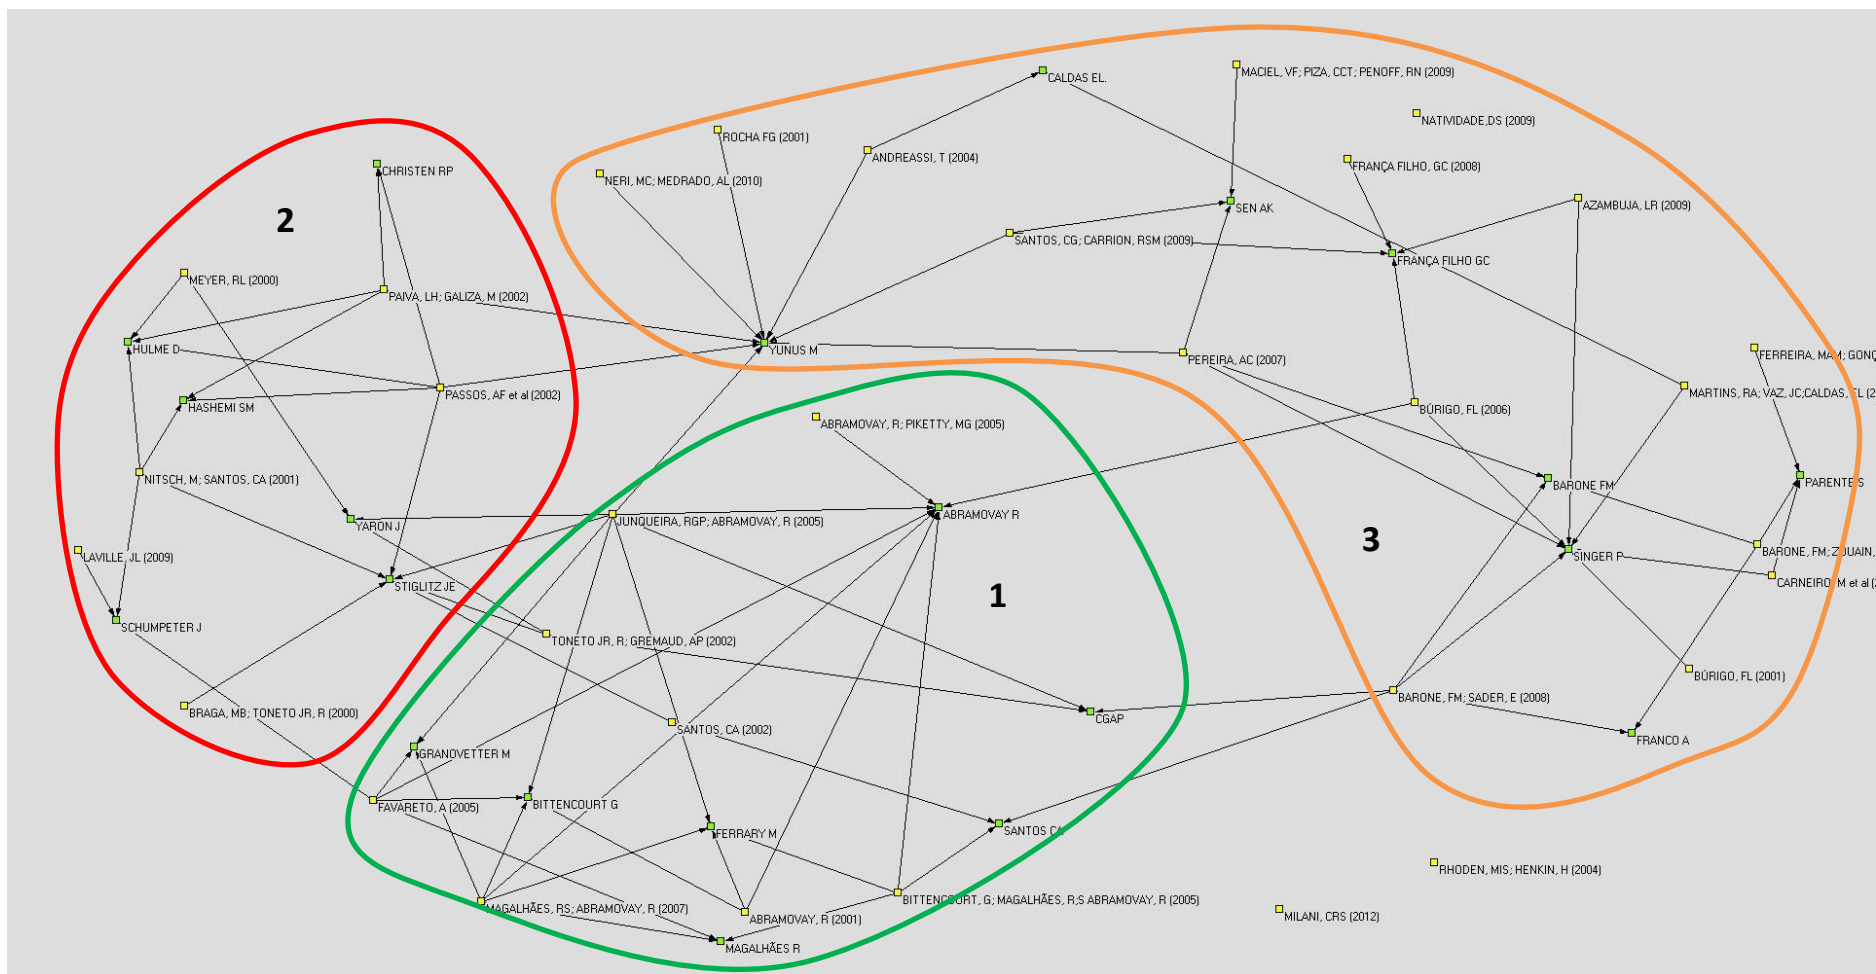 CALDAS EL.
MACIEL, VF; PIZA, CCT; PENOFF, RN (2009)
NATIVIDADE,DS (2009)
ROCHA FG (2001)
ANDREASSI, T (2004)
CHRISTEN RP
FRANÇA FILHO, GC (2008)
NERI, MC; MEDRADO, AL (2010)
2
SEN AK
AZAMBUJA, LR (2009)
SANTOS, CG; CARRION, RSM (2009)
FRANÇA FILHO GC
MEYER, RL (2000)
PAIVA, LH; GALIZA, M (2002)
HULME D
YUNUS M
PEREIRA, AC (2007)
FERREIRA, MAM; GONÇ
PASSOS, AF et al (2002)
MARTINS, RA; VAZ, JC;CALDAS, EL (2
HASHEMI SM
BÚRIGO, FL (2006)
ABRAMOVAY, R; PIKETTY, MG (2005)
NITSCH, M; SANTOS, CA (2001)
BARONE FM
PARENTE S
ABRAMOVAY R
JUNQUEIRA, RGP; ABRAMOVAY, R (2005)
YARON J
3
LAVILLE, JL (2009)
SINGER P
BARONE, FM; ZOUAIN,
STIGLITZ JE
CARNEIRO, M et al (2
1
SCHUMPETER J
TONETO JR, R; GREMAUD, AP (2002)
BÚRIGO, FL (2001)
BARONE, FM; SADER, E (2008)
BRAGA, MB; TONETO JR, R (2000)
CGAP
SANTOS, CA (2002)
FRANCO A
GRANOVETTER M
FAVARETO, A (2005)
BITTENCOURT G
FERRARY M
SANTOS CA
RHODEN, MIS; HENKIN, H (2004)
BITTENCOURT, G; MAGALHÃES, R;S ABRAMOVAY, R (2005)
MAGALHÃES, RS; ABRAMOVAY, R (2007)
ABRAMOVAY, R (2001)
MILANI, CRS (2012)
MAGALHÃES R